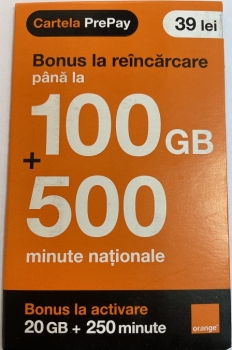 Cartela PrePay 39 lei
Bonus la reîncărcare
până la
100 GB
+
500
minute naționale
Bonus la activare
20 GB + 250 minute
orange